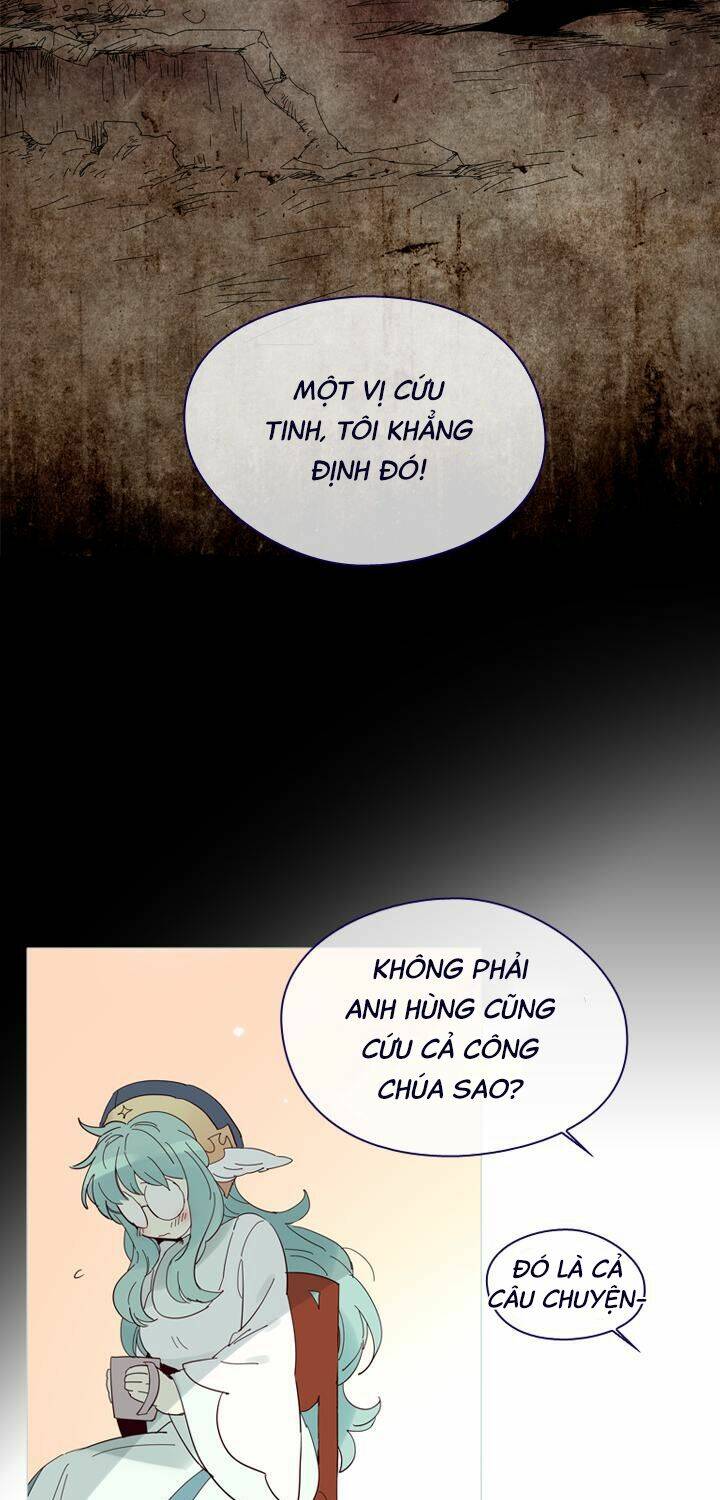 MỘT VỊ CỨU
TINH, TÔI KHẲNG
ĐỊNH ĐÓ!
KHÔNG PHẢI
ANH HÙNG CŨNG
CỨU CẢ CÔNG
CHÚA SAO?
ĐÓ LÀ CẢ
CÂU CHUYỆN-